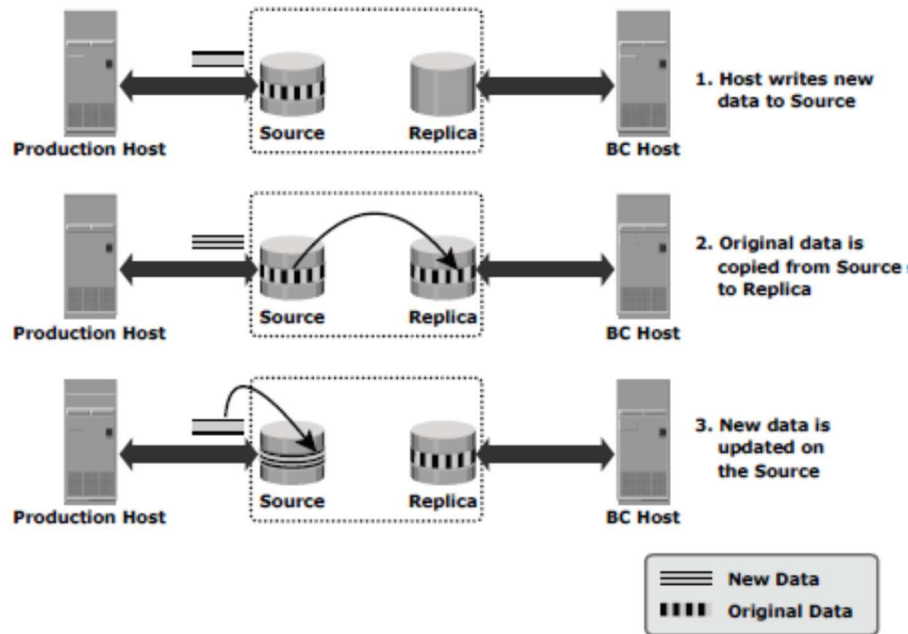 Source
Replica
Production Host
BC Host
1. Host writes new
data to Source
Source
Replica
Production Host
BC Host
2. Original data is
copied from Source
to Replica
Source
Replica
Production Host
BC Host
3. New data is
updated on
the Source
New Data
Original Data